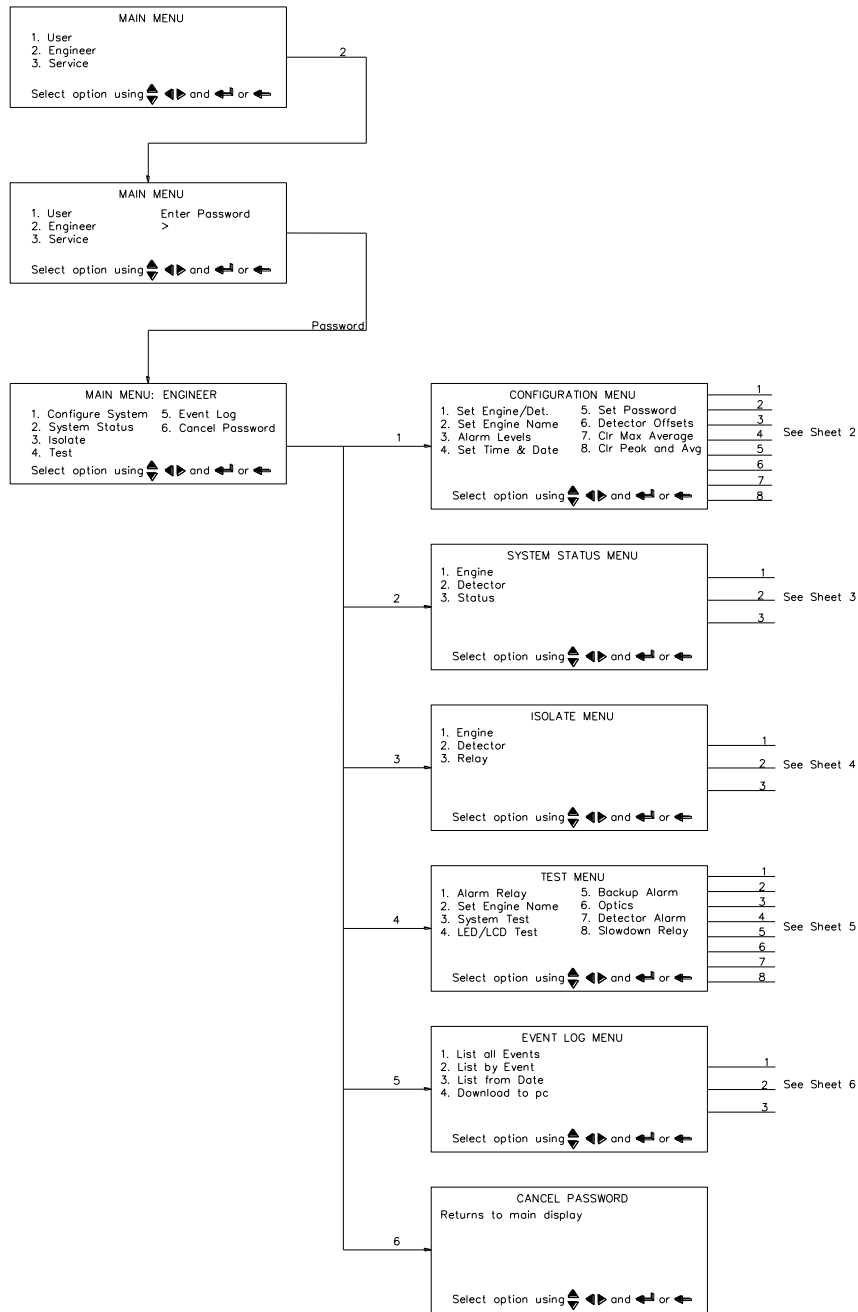 MAIN MENU
1. User
2. Engineer
3. Service
Select option using and or
2
MAIN MENU
1. User Enter Password
2. Engineer >
3. Service
Select option using and or
Password
MAIN MENU: ENGINEER
1. Configure System 5. Event Log
2. System Status 6. Cancel Password
3. Isolate
4. Test
Select option using and or
1
CONFIGURATION MENU
1. Set Engine/Det. 5. Set Password
2. Set Engine Name 6. Detector Offsets
3. Alarm Levels 7. Clr Max Average
4. Set Time & Date 8. Clr Peak and Avg
Select option using and or
1
2
3
4
5
6
7
8
See Sheet 2
2
SYSTEM STATUS MENU
1. Engine
2. Detector
3. Status
Select option using and or
1
2
3
See Sheet 3
3
ISOLATE MENU
1. Engine
2. Detector
3. Relay
Select option using and or
1
2
3
See Sheet 4
4
TEST MENU
1. Alarm Relay 5. Backup Alarm
2. Set Engine Name 6. Optics
3. System Test 7. Detector Alarm
4. LED/LCD Test 8. Slowdown Relay
Select option using and or
1
2
3
4
5
6
7
8
See Sheet 5
5
EVENT LOG MENU
1. List all Events
2. List by Event
3. List from Date
4. Download to pc
Select option using and or
1
2
3
See Sheet 6
6
CANCEL PASSWORD
Returns to main display
Select option using and or